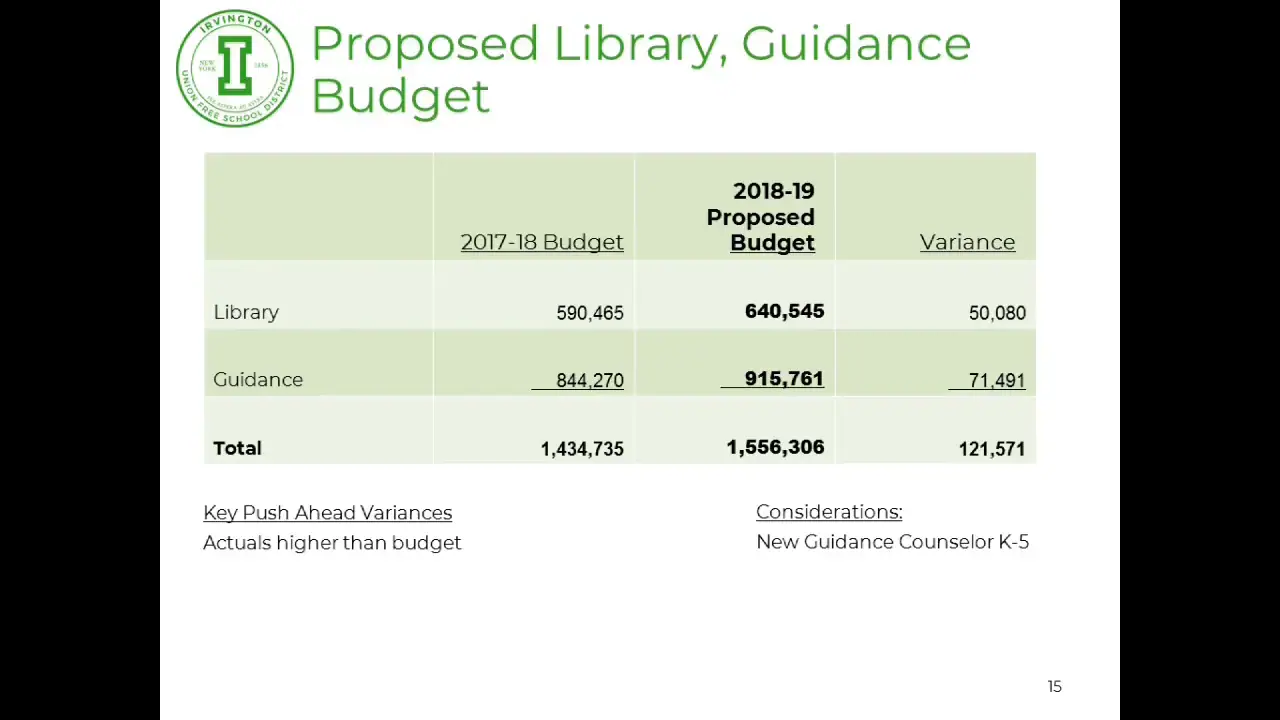 IRVINGTON
NEW YORK 1896
UNION FREE SCHOOL DISTRICT
Proposed Library, Guidance
Budget
2017-18 Budget
2018-19
Proposed
Budget
Variance
Library 590,465 640,545 50,080
Guidance 844,270 915,761 71,491
Total 1,434,735 1,556,306 121,571
Key Push Ahead Variances
Actuals higher than budget
Considerations:
New Guidance Counselor K-5
15